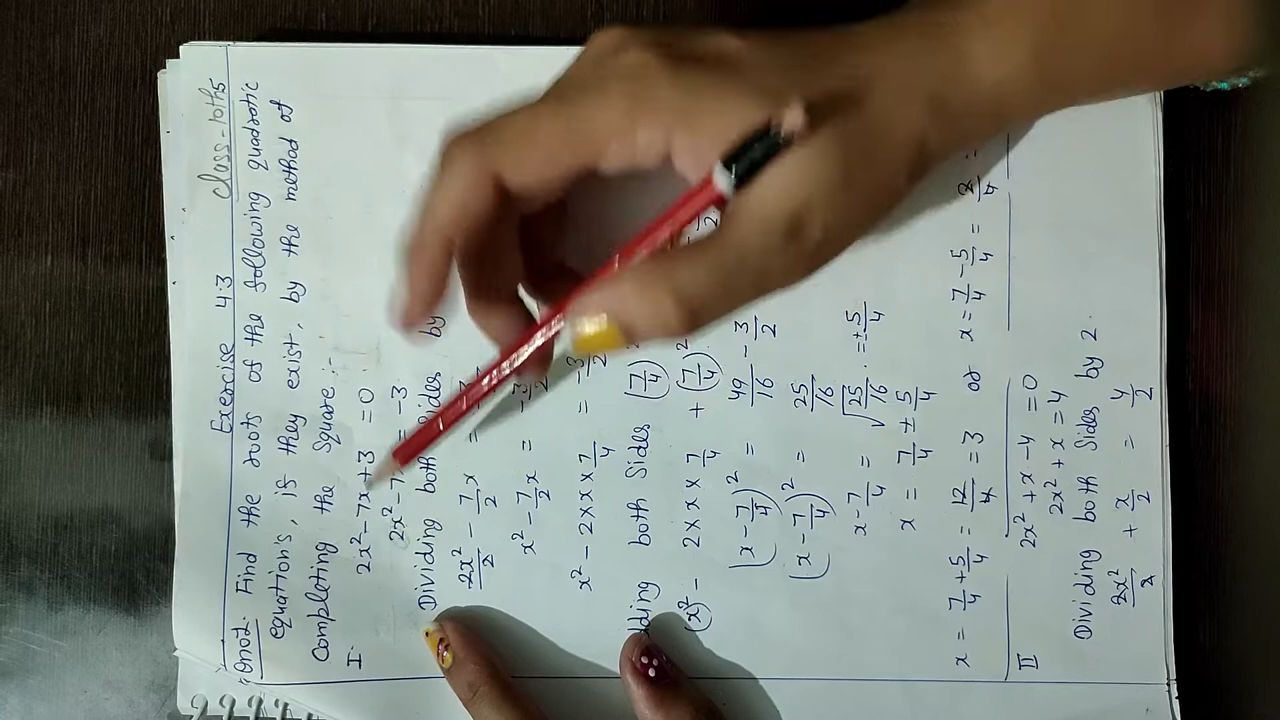 Class-10th
Exercise 4.3
Qno1. Find the roots of the following quadratic
equation's, if they exist, by the method of
Completing the Square :-
I. 2x² - 7x + 3 = 0
2x² - 7x = -3
Dividing both Sides by
2x²/2 - 7/2 x =
x² - 7/2 x = -3/2
x² - 2 × x × 7/4 = -3/2
dding both Sides (7/4)²
(x² - 2 × x × 7/4 + (7/4)²
(x - 7/4)² = 49/16 - 3/2
(x - 7/4)² = 25/16
x - 7/4 = √25/16 = ±5/4
x = 7/4 ± 5/4
x = 7/4 + 5/4 = 12/4 = 3 or x = 7/4 - 5/4 = 2/4 =
II 2x² + x - 4 = 0
2x² + x = 4
Dividing both Sides by 2.
2x²/2 + x/2 = 4/2